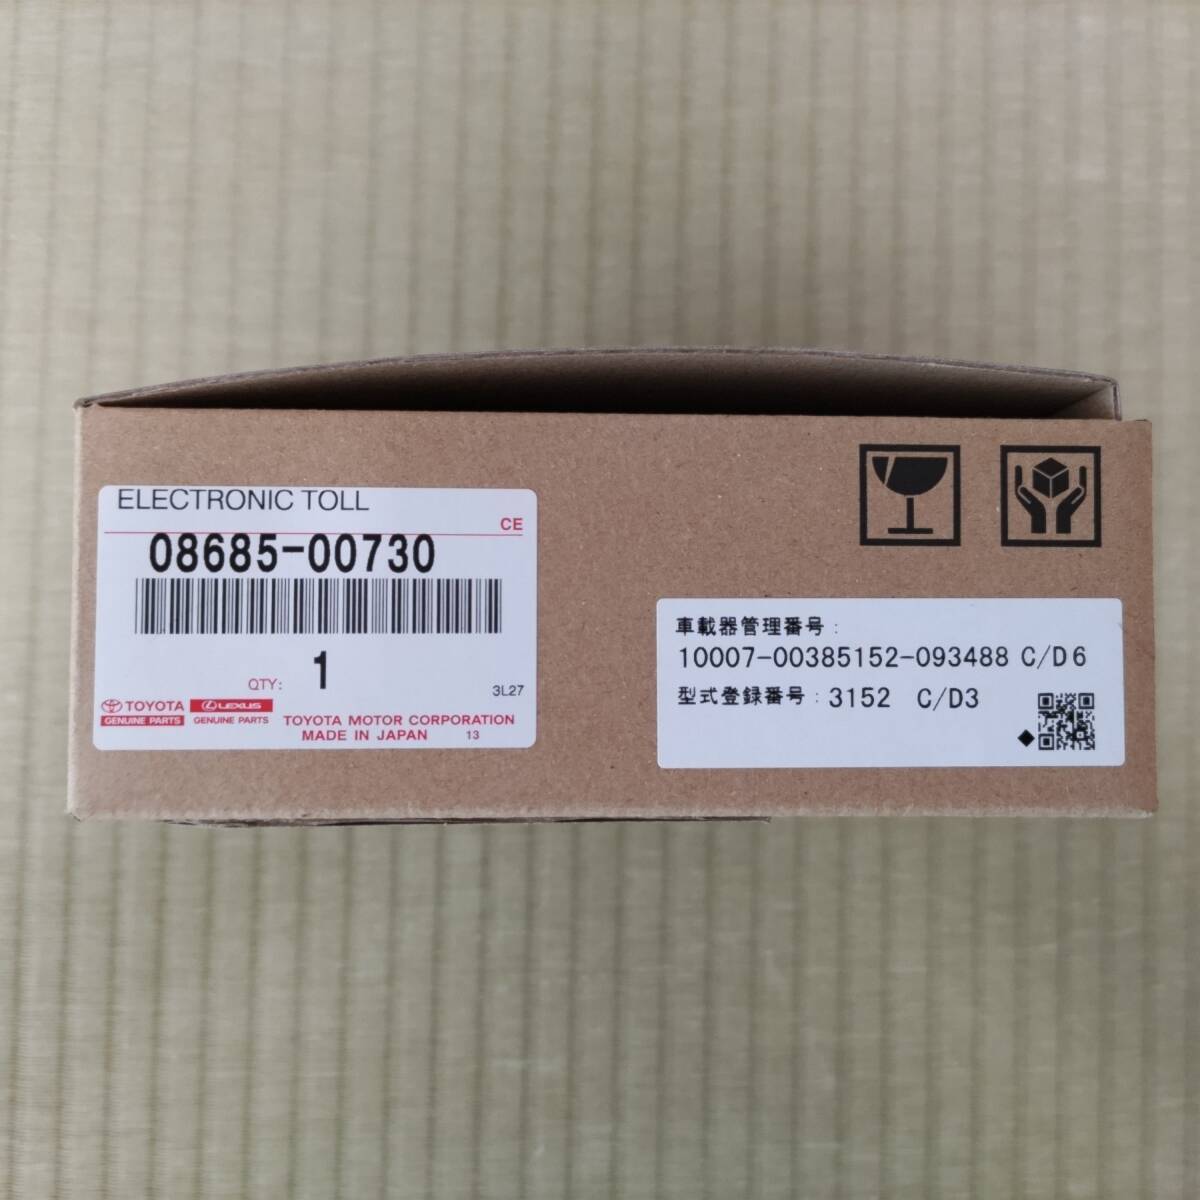 ELECTRONIC TOLL
CE
08685-00730
QTY: 1
3L27
TOYOTA
GENUINE PARTS
LEXUS
GENUINE PARTS
TOYOTA MOTOR CORPORATION
MADE IN JAPAN 13
車載器管理番号:
10007-00385152-093488 C/D6
型式登録番号: 3152 C/D3